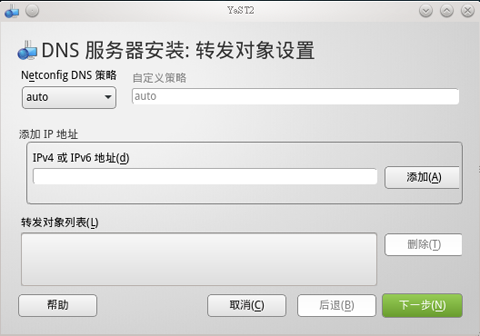 YaST2
DNS 服务器安装: 转发对象设置
Netconfig DNS 策略
自定义策略
auto
auto
添加 IP 地址
IPv4 或 IPv6 地址(d)
添加(A)
转发对象列表(L)
删除(T)
帮助
取消(C)
后退(B)
下一步(N)